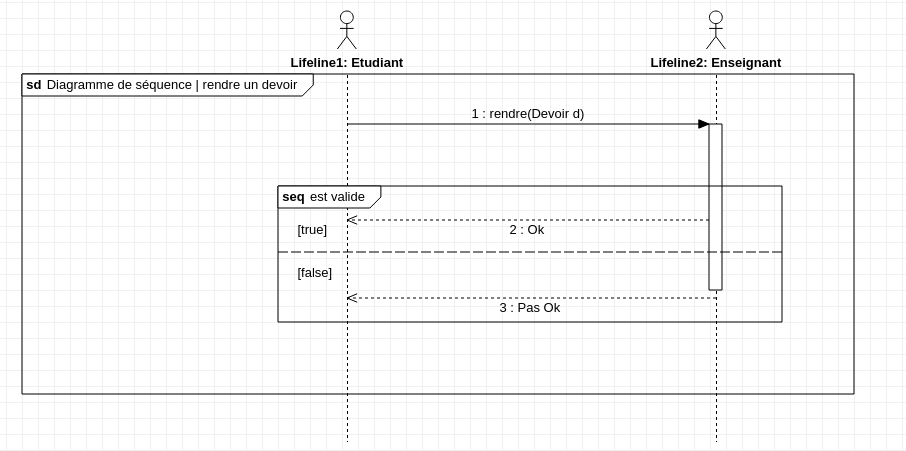 Lifeline1: Etudiant
Lifeline2: Enseignant
sd Diagramme de séquence | rendre un devoir
1 : rendre(Devoir d)
seq est valide
[true]
2 : Ok
[false]
3 : Pas Ok